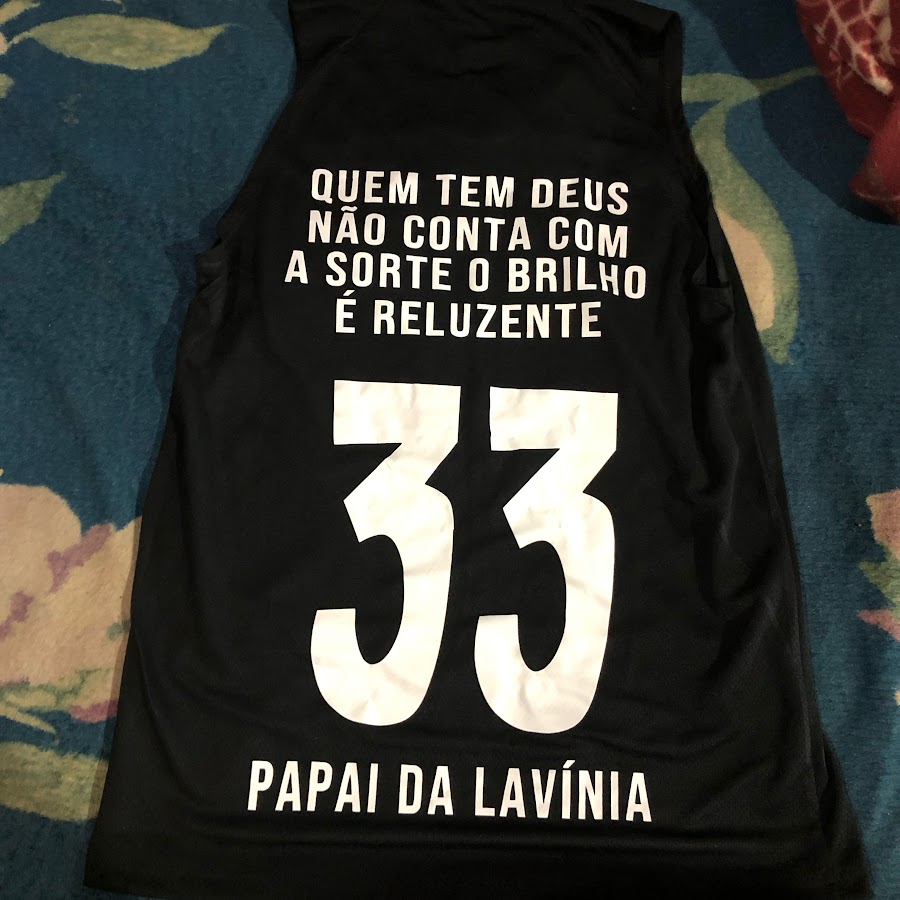 QUEM TEM DEUS
NÃO CONTA COM
A SORTE O BRILHO
É RELUZENTE
33
PAPAI DA LAVÍNIA